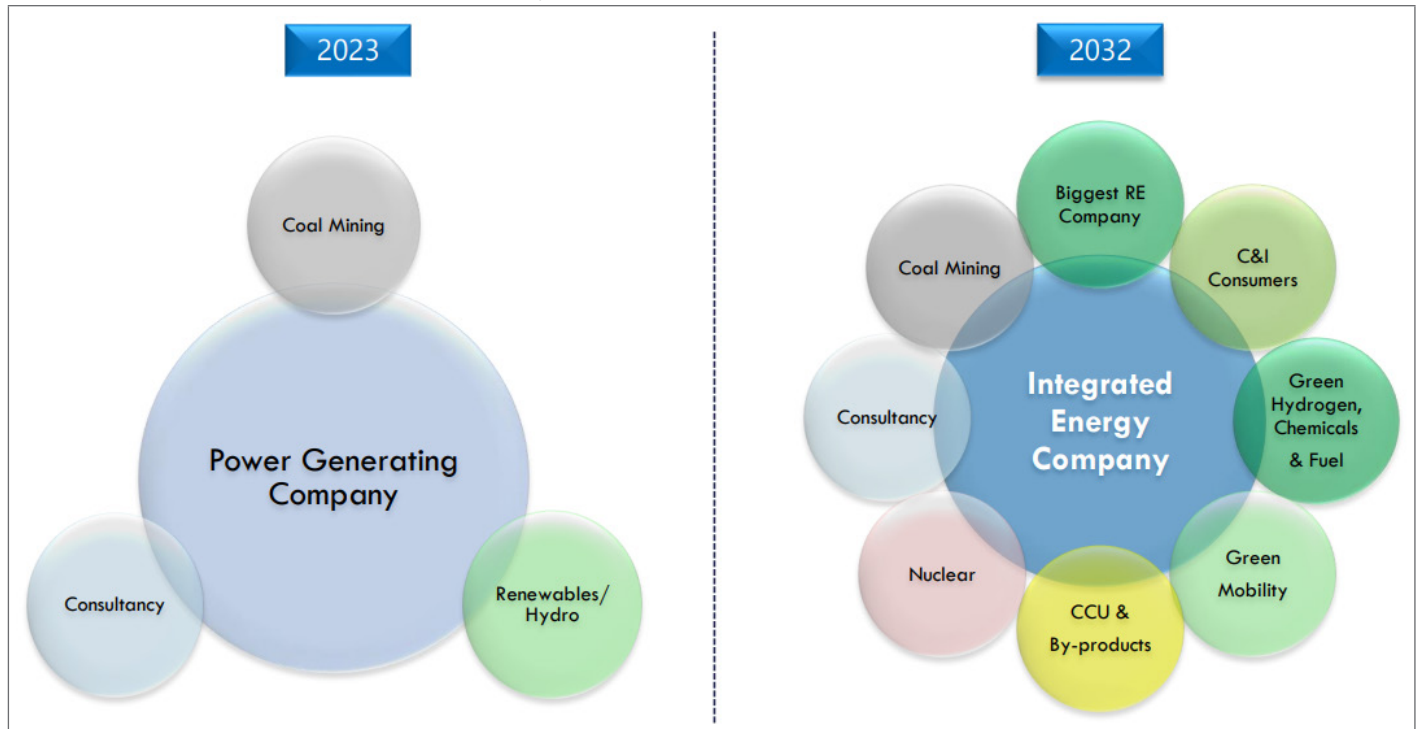 2023
Coal Mining
Power Generating
Company
Consultancy
Renewables/
Hydro
2032
Biggest RE
Company
C&I
Consumers
Green
Hydrogen,
Chemicals
& Fuel
Green
Mobility
CCU &
By-products
Nuclear
Consultancy
Coal Mining
Integrated
Energy
Company